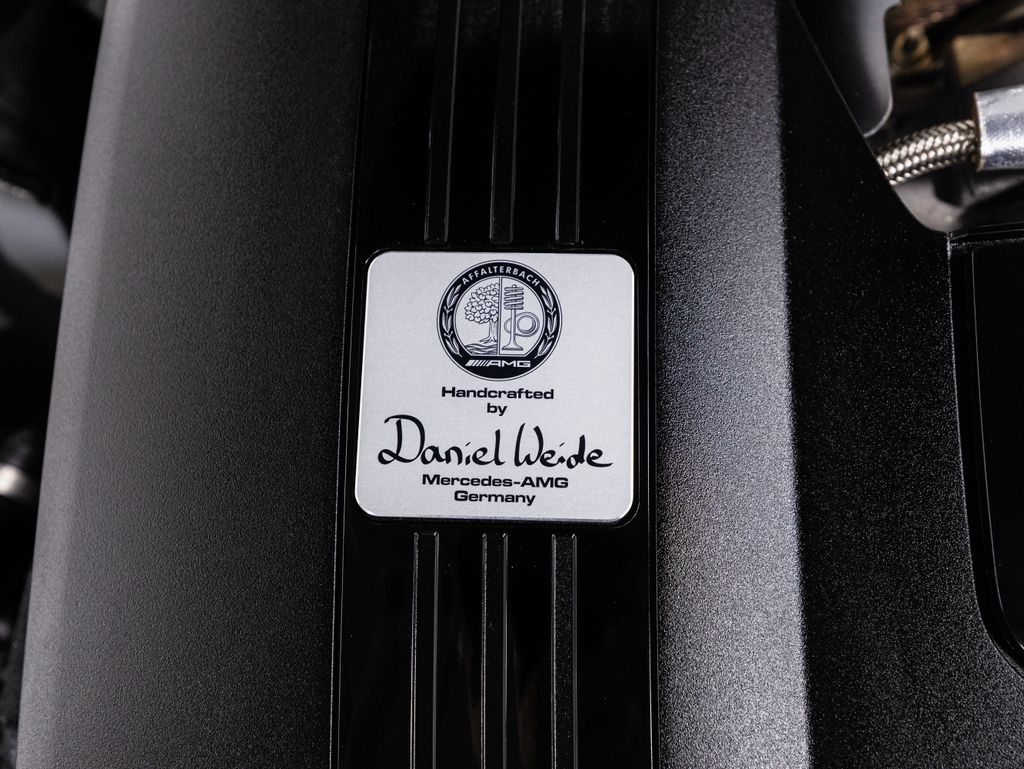 AFFALTERBACH
AMG
Handcrafted
by
Daniel Weide
Mercedes-AMG
Germany